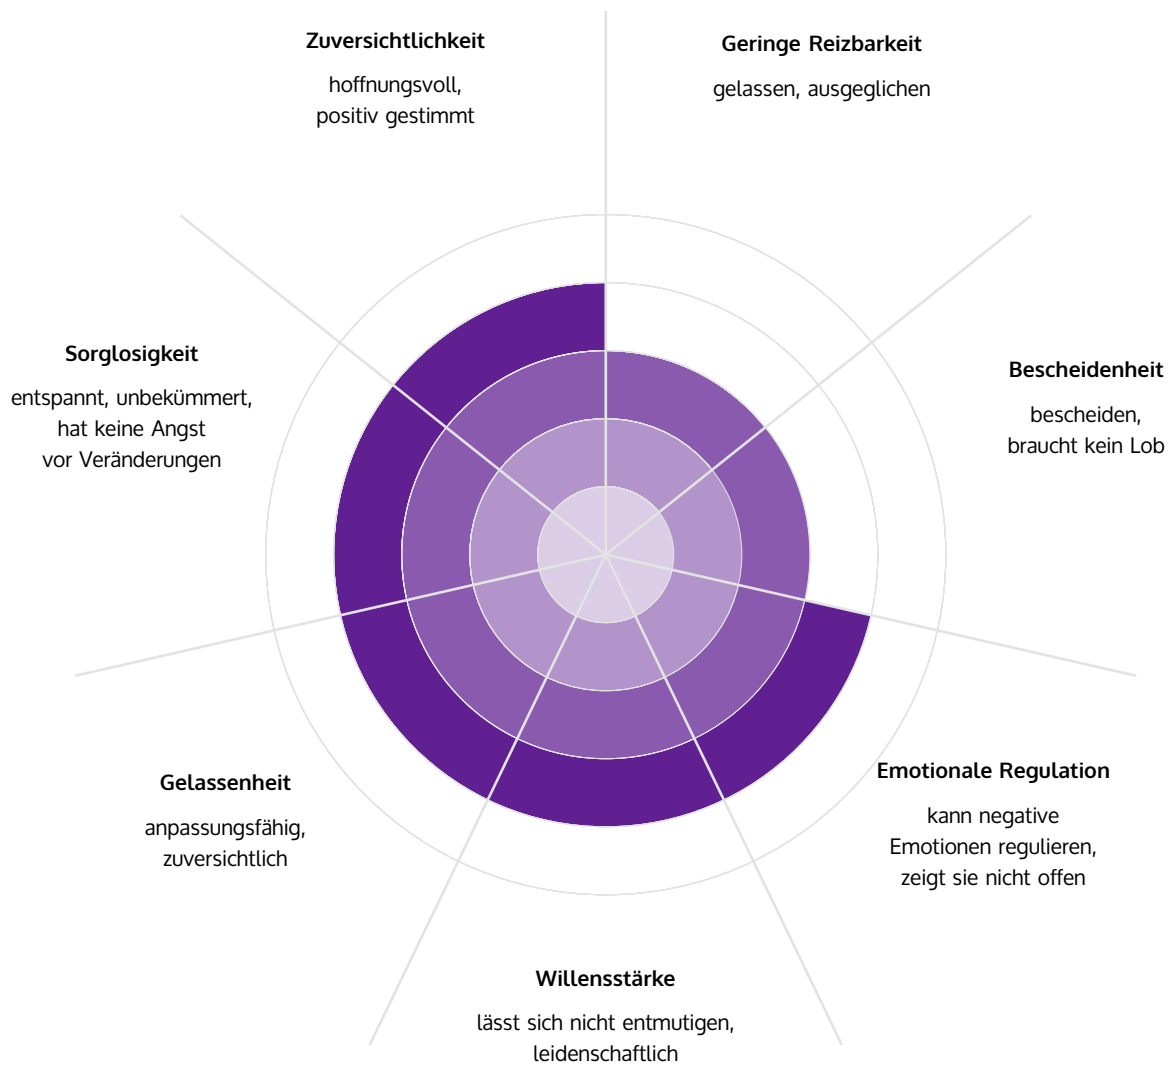 Zuversichtlichkeit
hoffnungsvoll,
positiv gestimmt
Geringe Reizbarkeit
gelassen, ausgeglichen
Sorglosigkeit
entspannt, unbekümmert,
hat keine Angst
vor Veränderungen
Bescheidenheit
bescheiden,
braucht kein Lob
Gelassenheit
anpassungsfähig,
zuversichtlich
Emotionale Regulation
kann negative
Emotionen regulieren,
zeigt sie nicht offen
Willensstärke
lässt sich nicht entmutigen,
leidenschaftlich